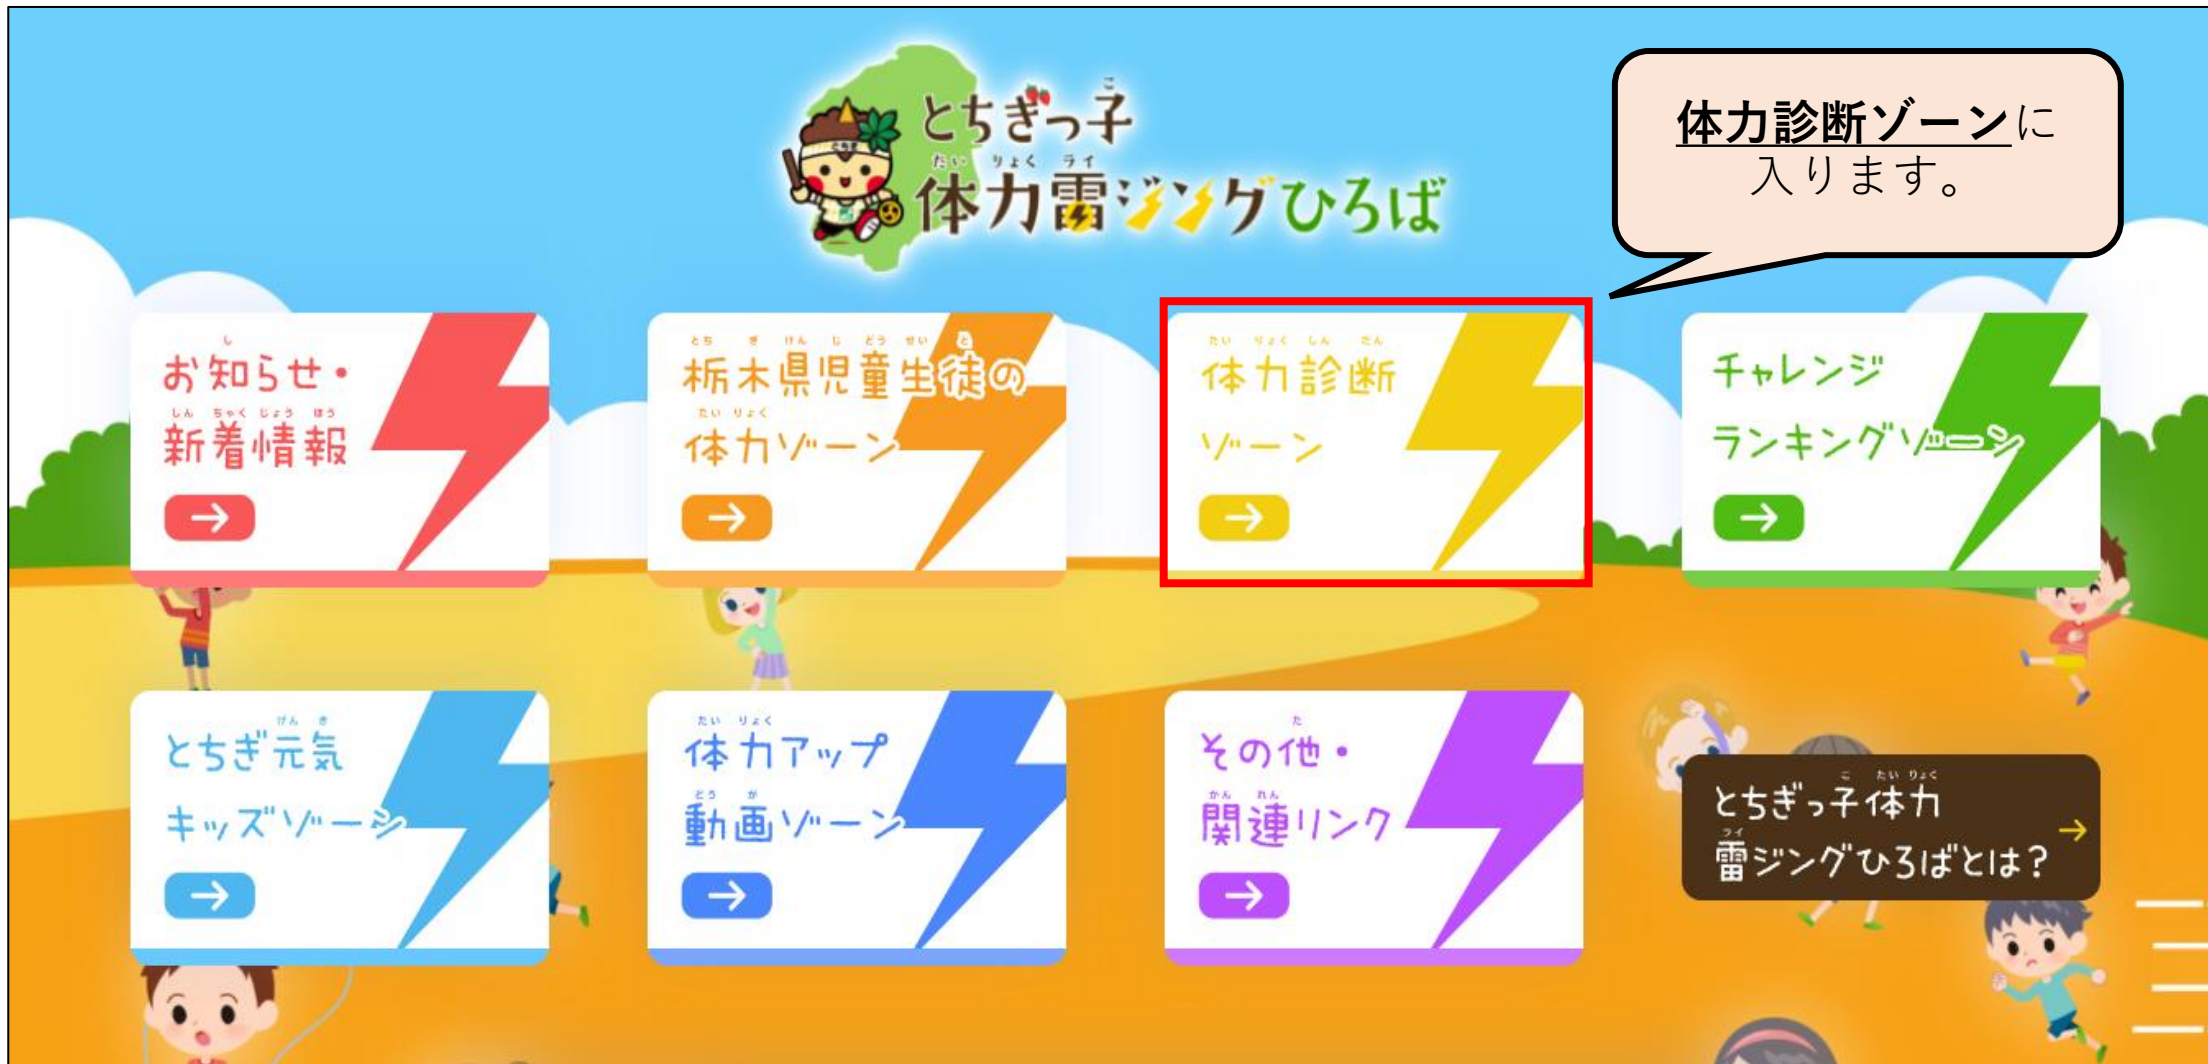 とちぎっ子
体力雷ジングひろば
体力診断ゾーンに
入ります。
お知らせ・
新着情報
栃木県児童生徒の
体力ゾーン
体力診断
ゾーン
チャレンジ
ランキングゾーン
とちぎ元気
キッズゾーン
体力アップ
動画ゾーン
その他・
関連リンク
とちぎっ子体力
雷ジングひろばとは?